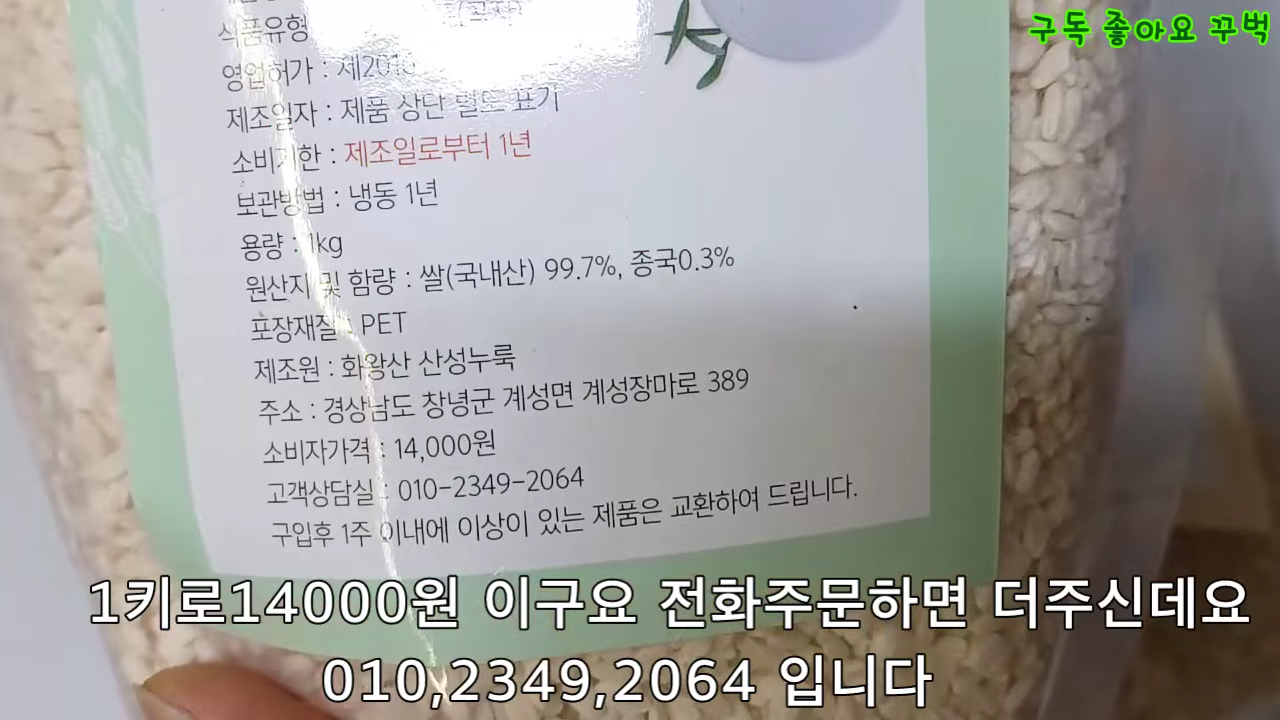 구독 좋아요 꾸벅
식품유형
영업허가 : 제2010
제조일자 : 제품 상단 별도 표기
소비기한 : 제조일로부터 1년
보관방법 : 냉동 1년
용량 : 1kg
원산지 및 함량 : 쌀(국내산) 99.7%, 종국0.3%
포장재질 : PET
제조원 : 화왕산 산성누룩
주소 : 경상남도 창녕군 계성면 계성장마로 389
소비자가격 : 14,000원
고객상담실 : 010-2349-2064
구입후 1주 이내에 이상이 있는 제품은 교환하여 드립니다.
1키로14000원 이구요 전화주문하면 더주신데요
010,2349,2064 입니다